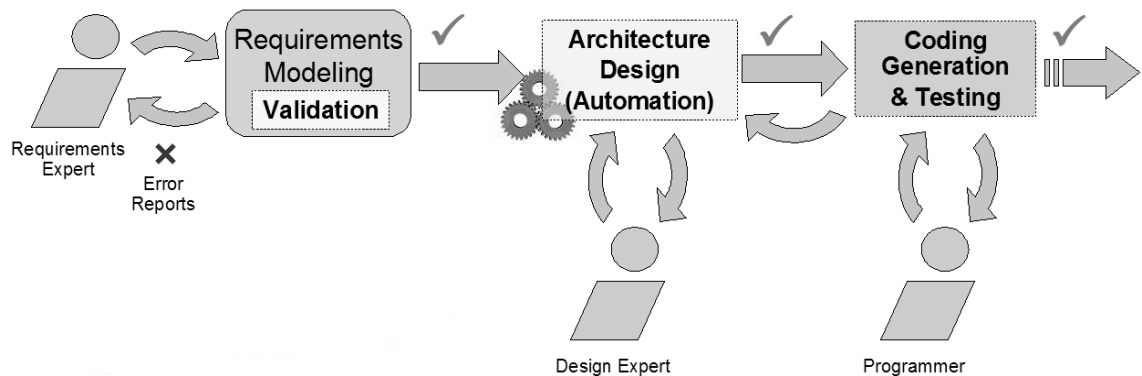 Requirements
Modeling
Validation
Architecture
Design
(Automation)
Coding
Generation
& Testing
Requirements
Expert
Error
Reports
Design Expert
Programmer